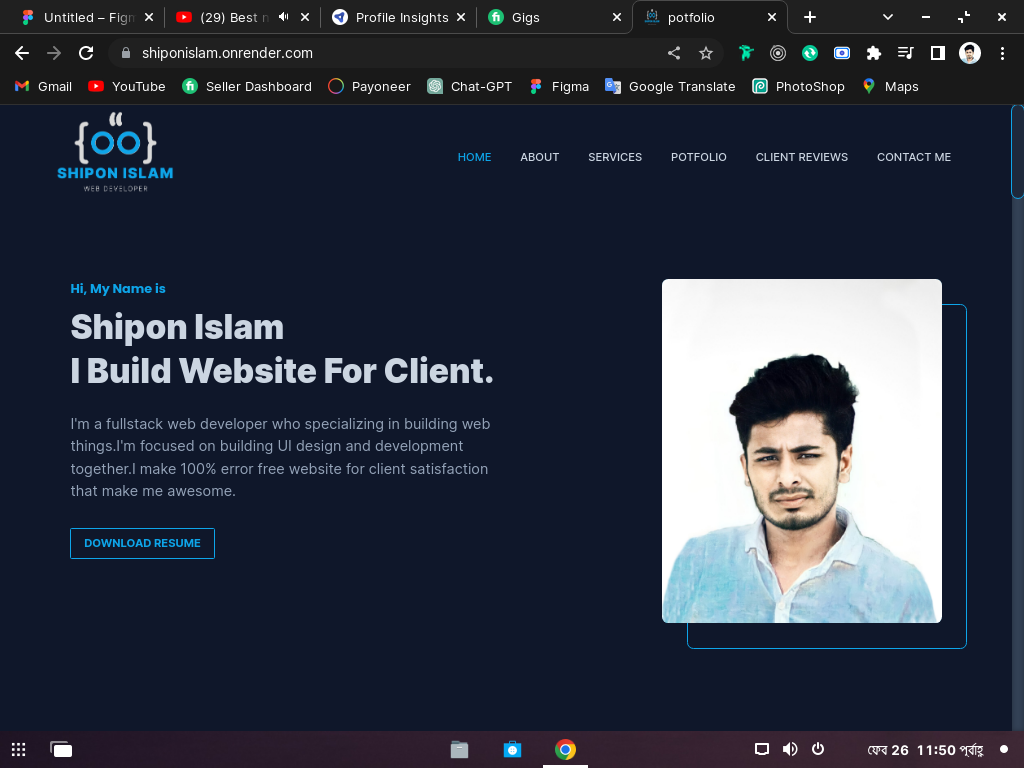 Untitled – Figm
(29) Best n
Profile Insights
Gigs
potfolio
shiponislam.onrender.com
Gmail
YouTube
Seller Dashboard
Payoneer
Chat-GPT
Figma
Google Translate
PhotoShop
Maps
SHIPON ISLAM
WEB DEVELOPER
HOME
ABOUT
SERVICES
POTFOLIO
CLIENT REVIEWS
CONTACT ME
Hi, My Name is
Shipon Islam
I Build Website For Client.
I'm a fullstack web developer who specializing in building web
things.I'm focused on building UI design and development
together.I make 100% error free website for client satisfaction
that make me awesome.
DOWNLOAD RESUME
ফেব 26 11:50 পূর্বাহ্ণ